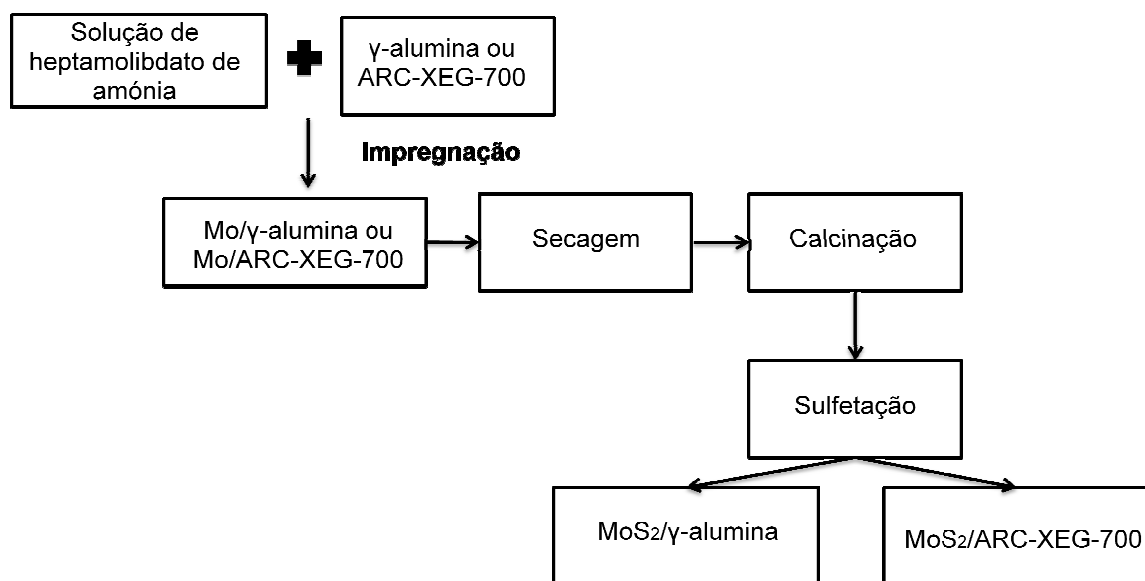 Solução de
heptamolibdato de
amónia
γ-alumina ou
ARC-XEG-700
Impregnação
Mo/γ-alumina ou
Mo/ARC-XEG-700
Secagem
Calcinação
Sulfetação
MoS₂/γ-alumina
MoS₂/ARC-XEG-700